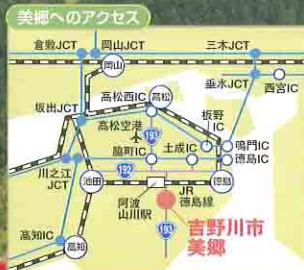 美郷へのアクセス
倉敷JCT
岡山JCT
三木JCT
岡山
垂水JCT
西宮IC
高松西IC
高松
坂出JCT
高松空港
193
板野IC
鳴門IC
徳島IC
192
脇町IC
土成IC
川之江JCT
池田
徳島
阿波山川駅
JR徳島線
193
吉野川市
美郷
高知IC
高知